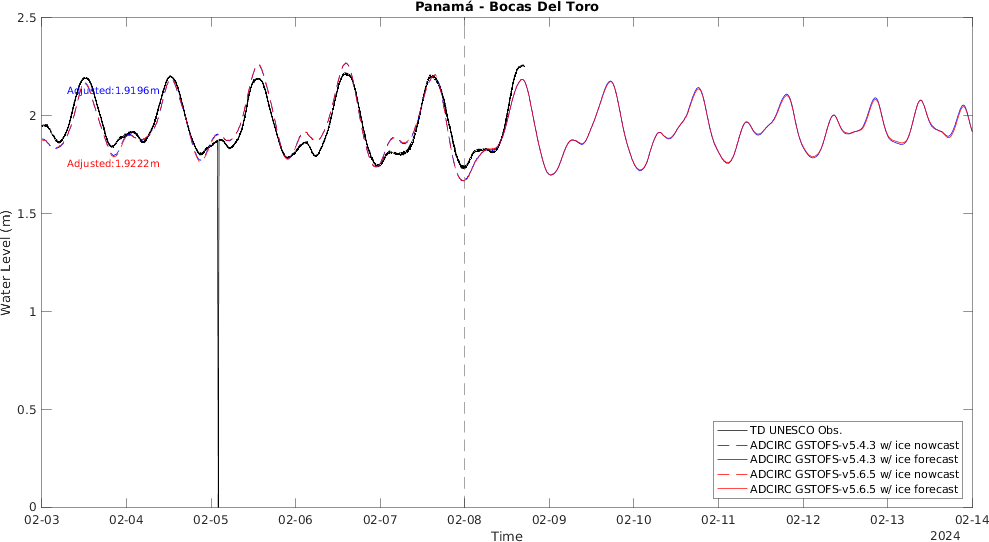 Panamá - Bocas Del Toro
2.5
2
1.5
1
0.5
0
Water Level (m)
Adjusted:1.9196m
Adjusted:1.9222m
TD UNESCO Obs.
ADCIRC GSTOFS-v5.4.3 w/ ice nowcast
ADCIRC GSTOFS-v5.4.3 w/ ice forecast
ADCIRC GSTOFS-v5.6.5 w/ ice nowcast
ADCIRC GSTOFS-v5.6.5 w/ ice forecast
02-03 02-04 02-05 02-06 02-07 02-08 02-09 02-10 02-11 02-12 02-13 02-14
Time
2024